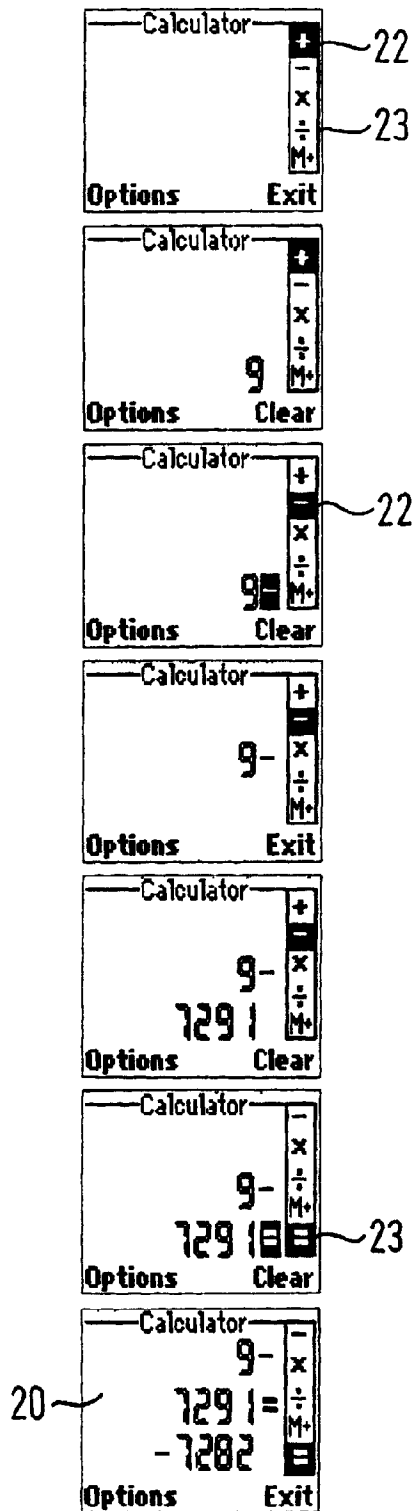 Calculator
+ 22
−
×
÷ 23
M+
Options Exit
Calculator
+
−
×
÷
9 M+
Options Clear
Calculator
+
− 22
×
÷
9− M+
Options Clear
Calculator
+
−
9− ×
÷
M+
Options Exit
Calculator
+
−
9− ×
÷
7291 M+
Options Clear
Calculator
−
×
÷
9− M+
7291= = 23
Options Clear
Calculator
−
9− ×
20 7291= ÷
M+
−7282 =
Options Exit